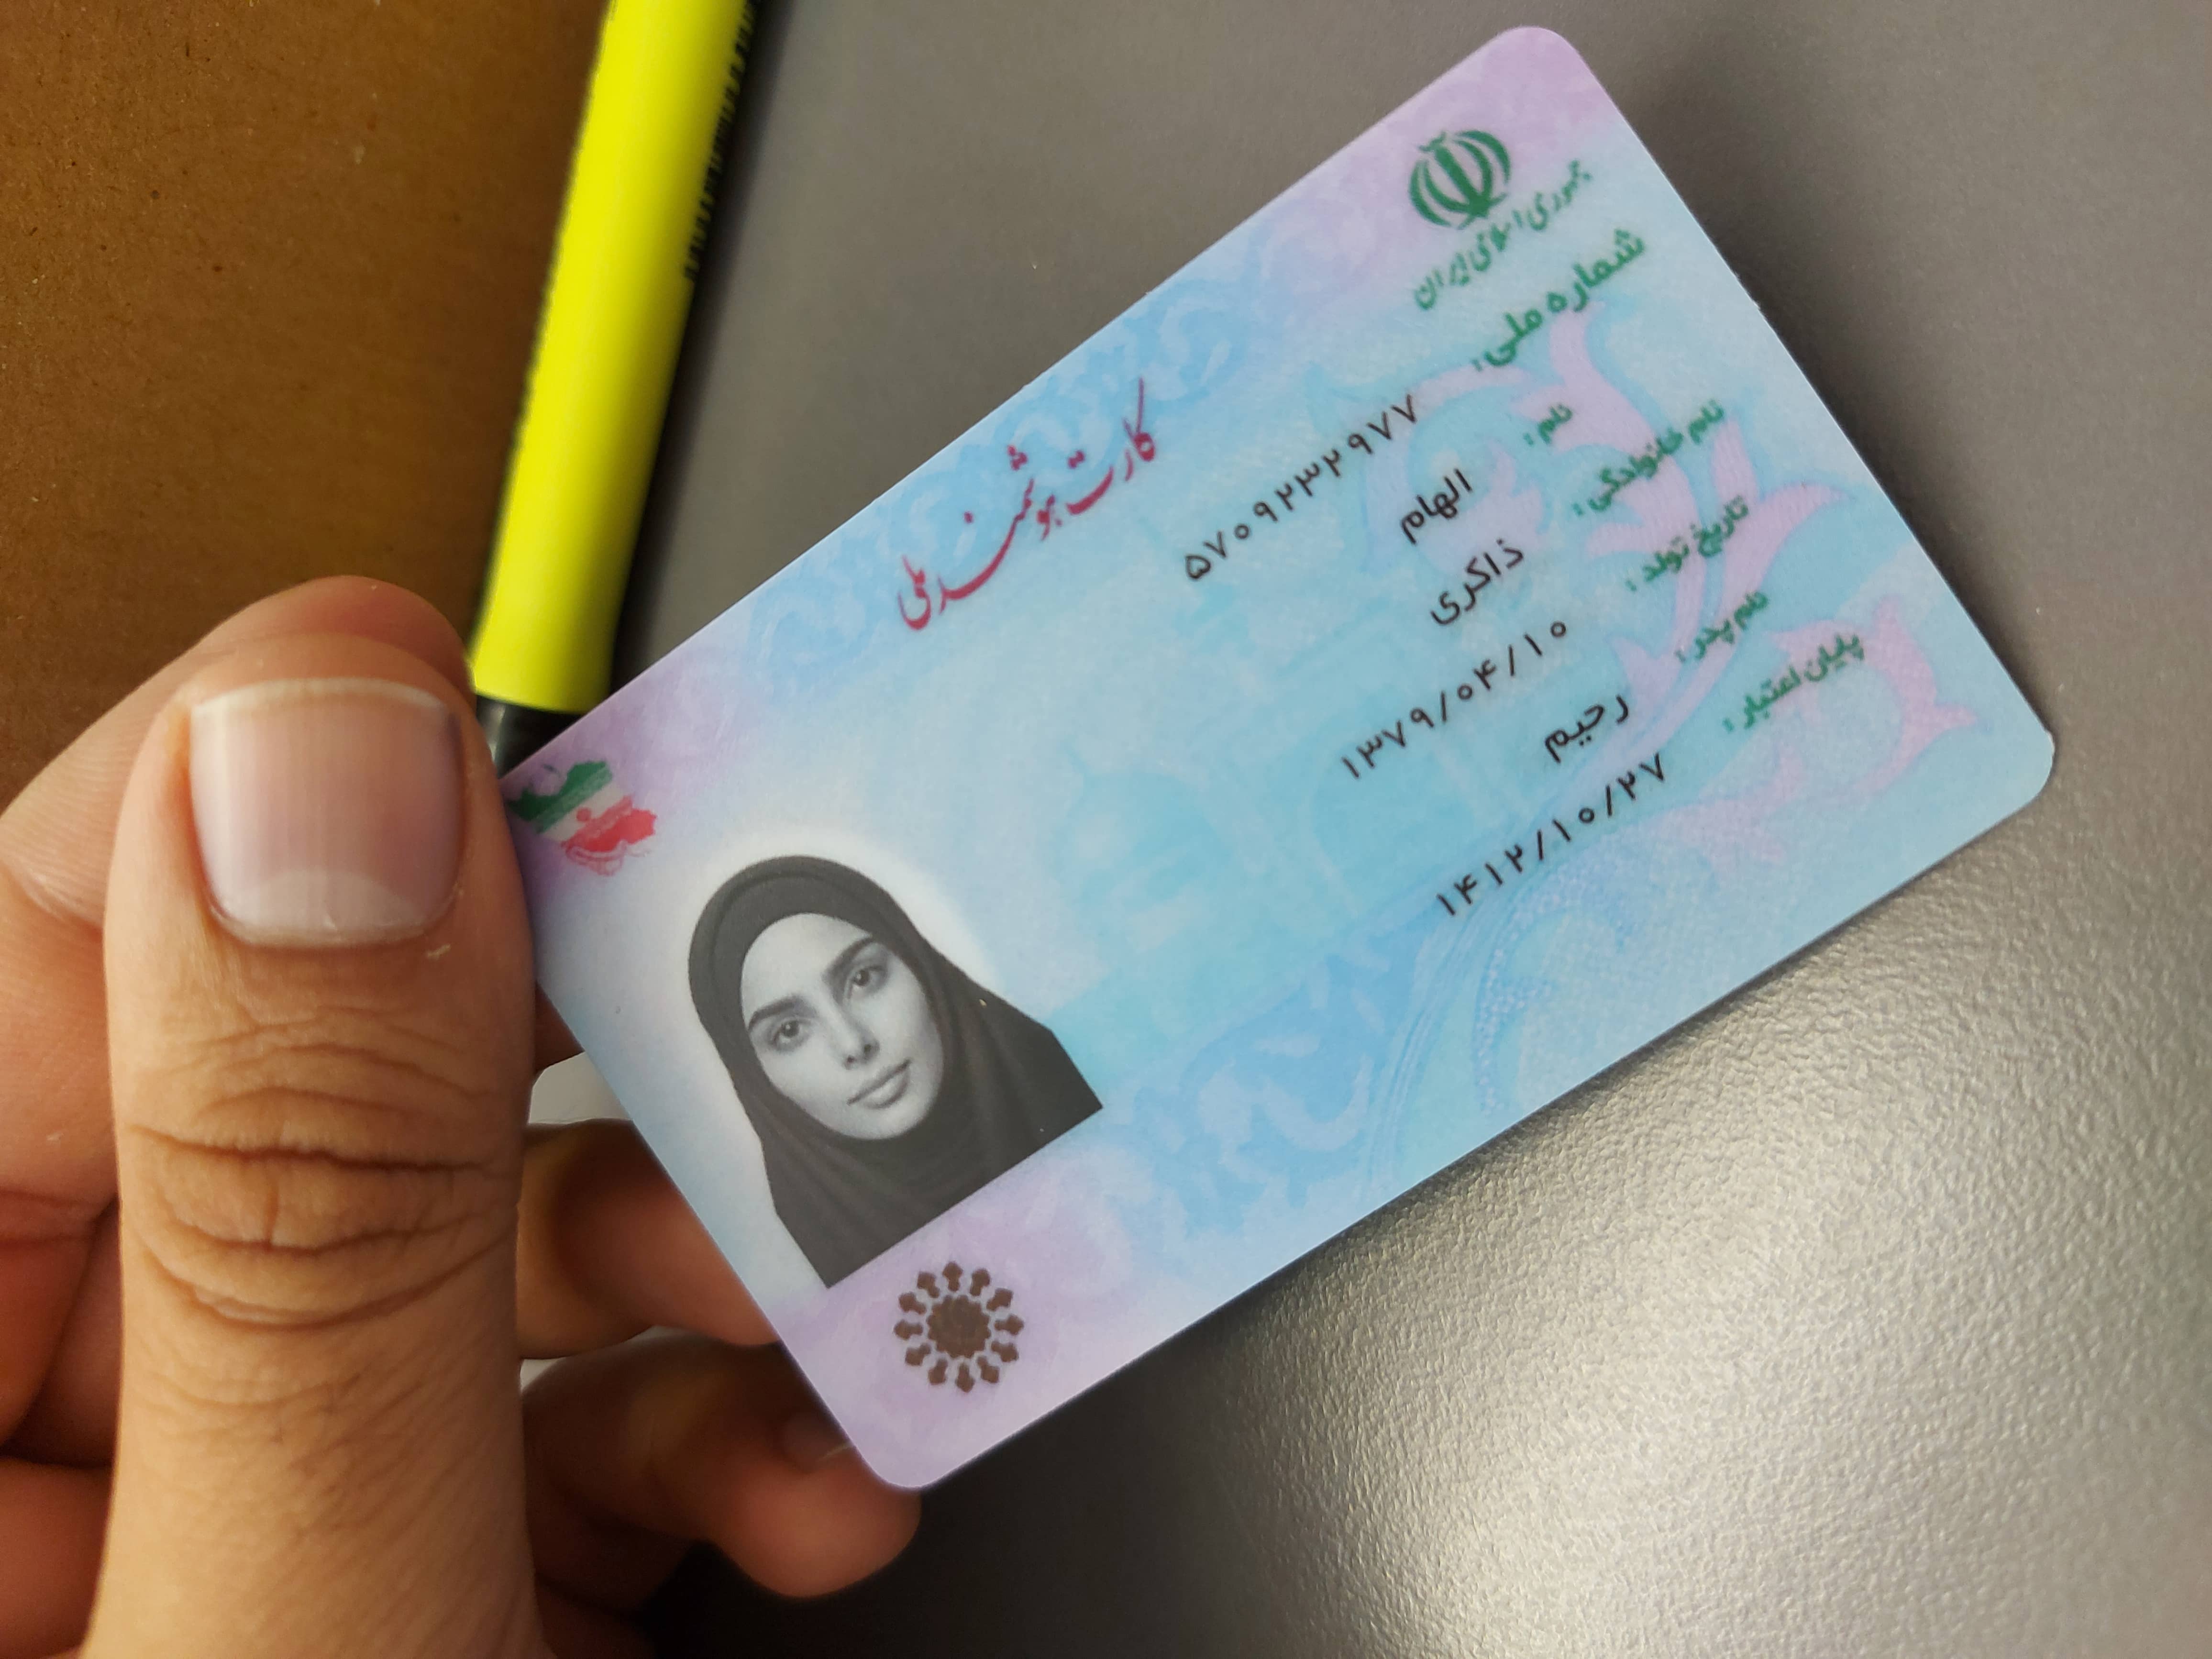 جمهوری اسلامی ایران
کارت هوشمند ملی
شماره ملی: ۵۷۰۹۲۳۲۹۷۷
نام: الهام
نام خانوادگی: ذاکری
تاریخ تولد: ۱۳۷۹/۰۴/۱۰
نام پدر: رحیم
پایان اعتبار: ۱۴۱۲/۱۰/۲۷